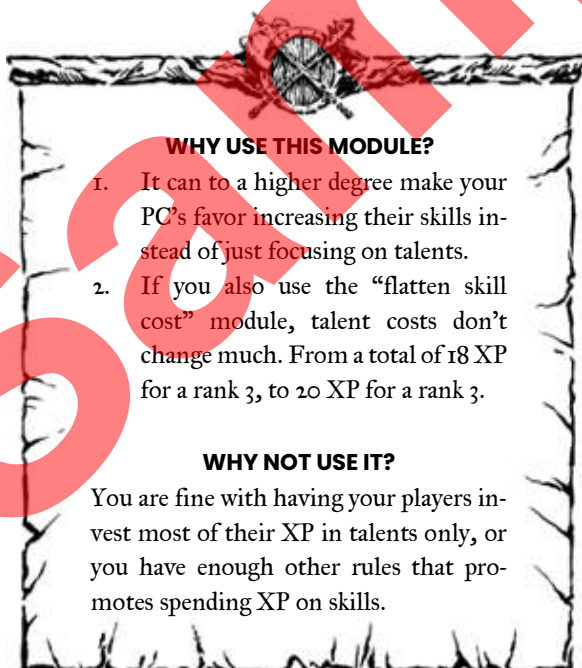 WHY USE THIS MODULE?
1. It can to a higher degree make your
PC's favor increasing their skills in-
stead of just focusing on talents.
2. If you also use the “flatten skill
cost” module, talent costs don't
change much. From a total of 18 XP
for a rank 3, to 20 XP for a rank 3.
WHY NOT USE IT?
You are fine with having your players in-
vest most of their XP in talents only, or
you have enough other rules that pro-
motes spending XP on skills.